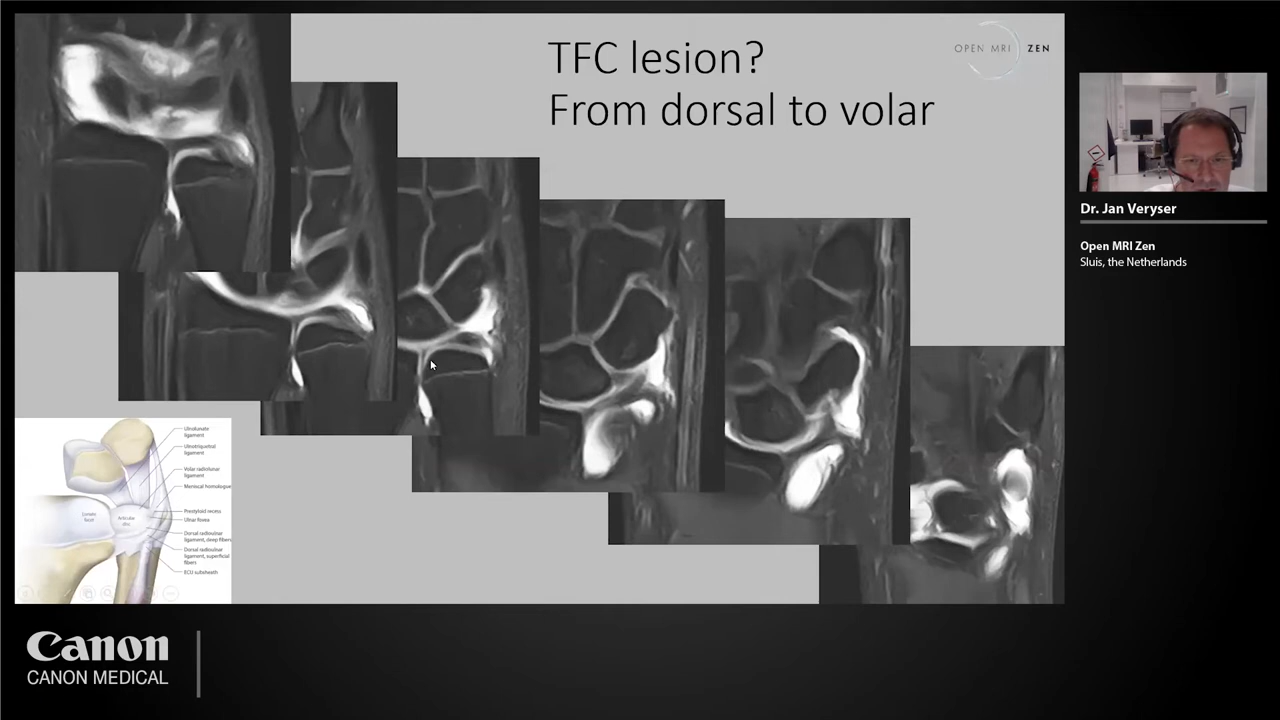 TFC lesion?
From dorsal to volar
OPEN MRI ZEN
Dr. Jan Veryser
Open MRI Zen
Sluis, the Netherlands
Ulnolunate
ligament
Ulnotriquetral
ligament
Volar radioulnar
ligament
Meniscal homologue
Prestyloid recess
Ulnar fovea
Dorsal radioulnar
ligament, deep fibers
Dorsal radioulnar
ligament, superficial
fibers
ECU subsheath
Articular
disc
Canon
CANON MEDICAL